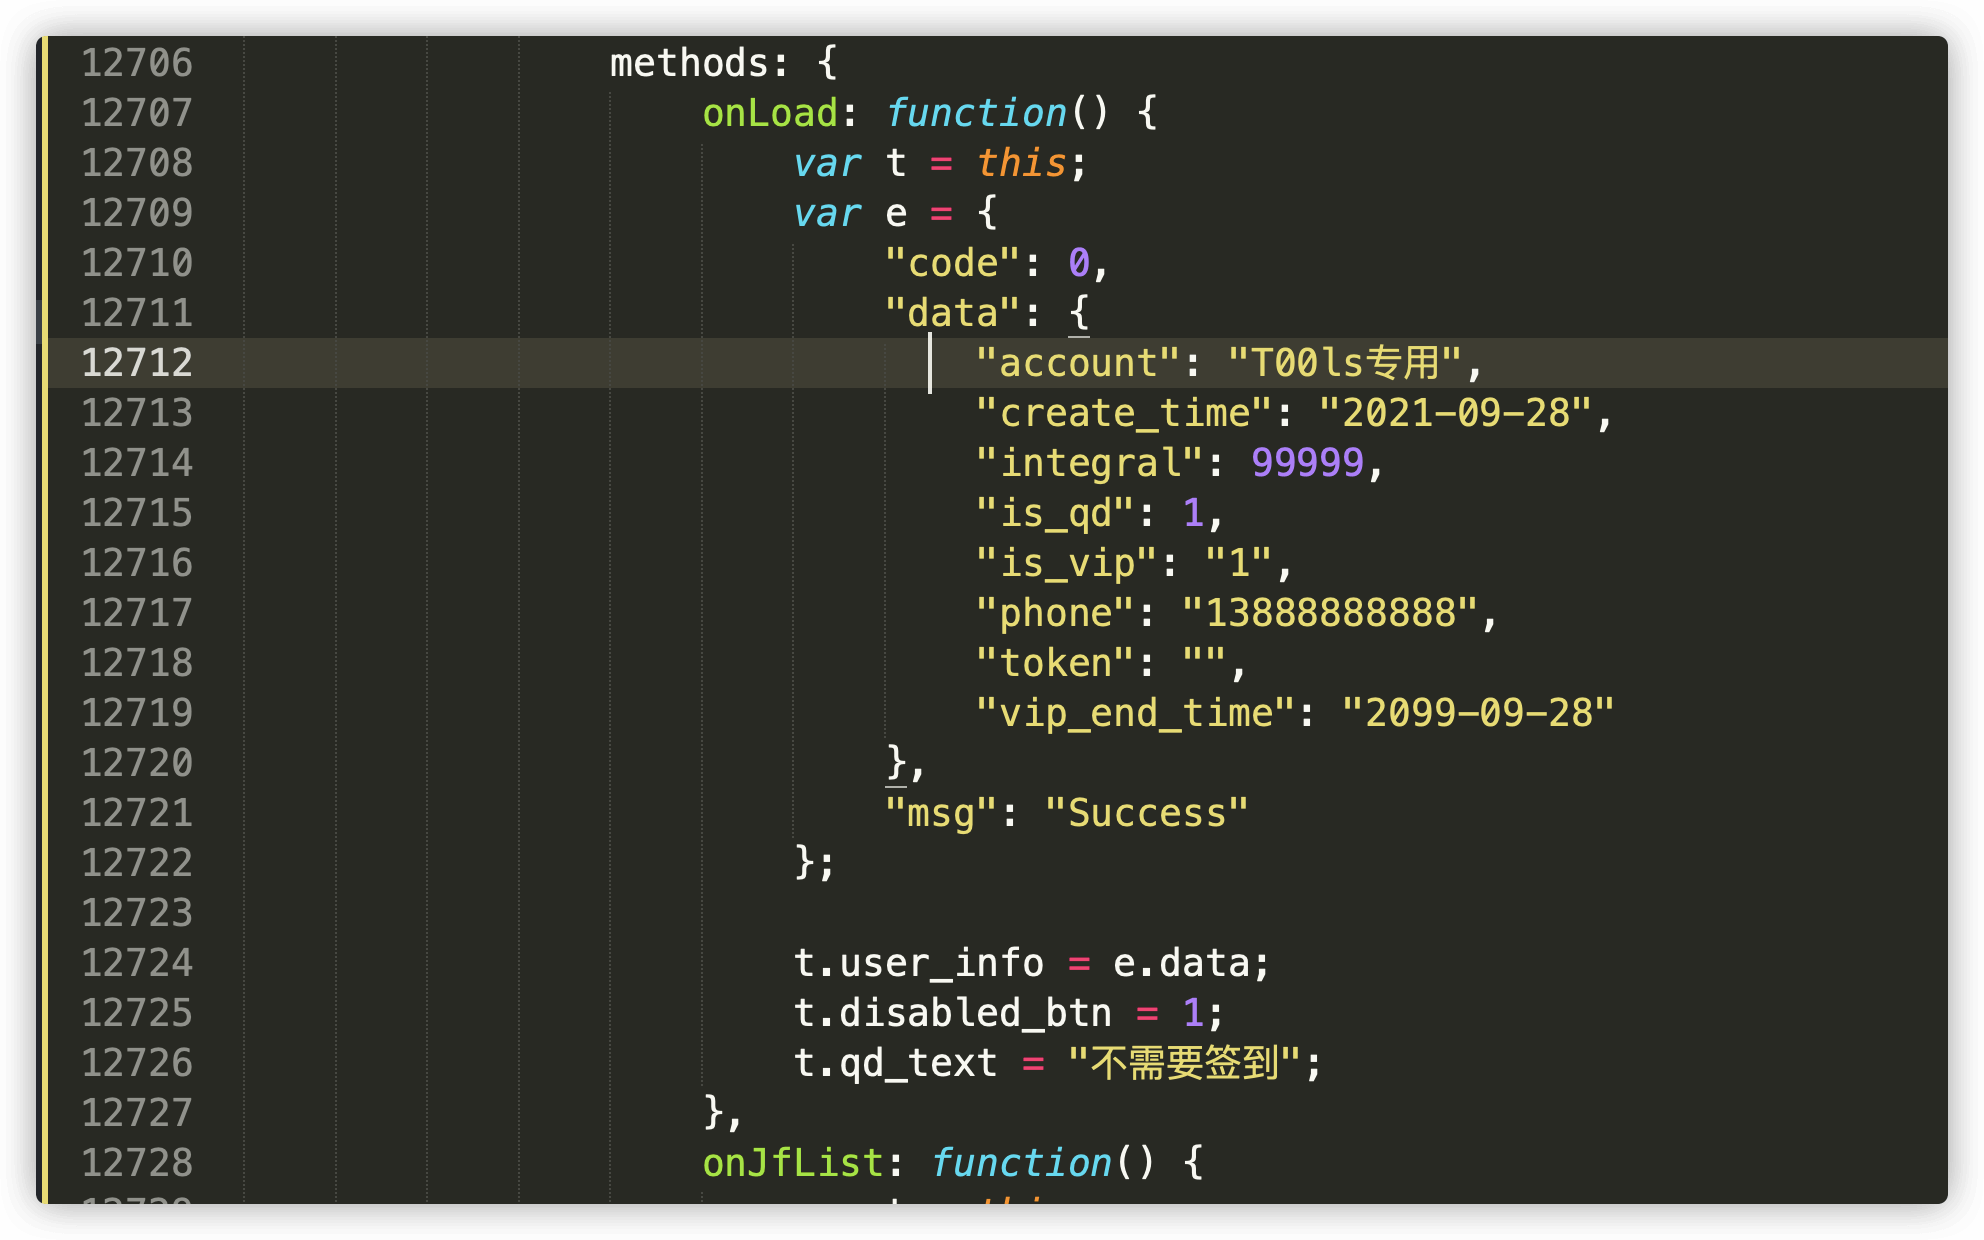 12706 methods: {
12707 onLoad: function() {
12708 var t = this;
12709 var e = {
12710 "code": 0,
12711 "data": {
12712 "account": "T00ls专用",
12713 "create_time": "2021-09-28",
12714 "integral": 99999,
12715 "is_qd": 1,
12716 "is_vip": "1",
12717 "phone": "13888888888",
12718 "token": "",
12719 "vip_end_time": "2099-09-28"
12720 },
12721 "msg": "Success"
12722 };
12723
12724 t.user_info = e.data;
12725 t.disabled_btn = 1;
12726 t.qd_text = "不需要签到";
12727 },
12728 onJfList: function() {